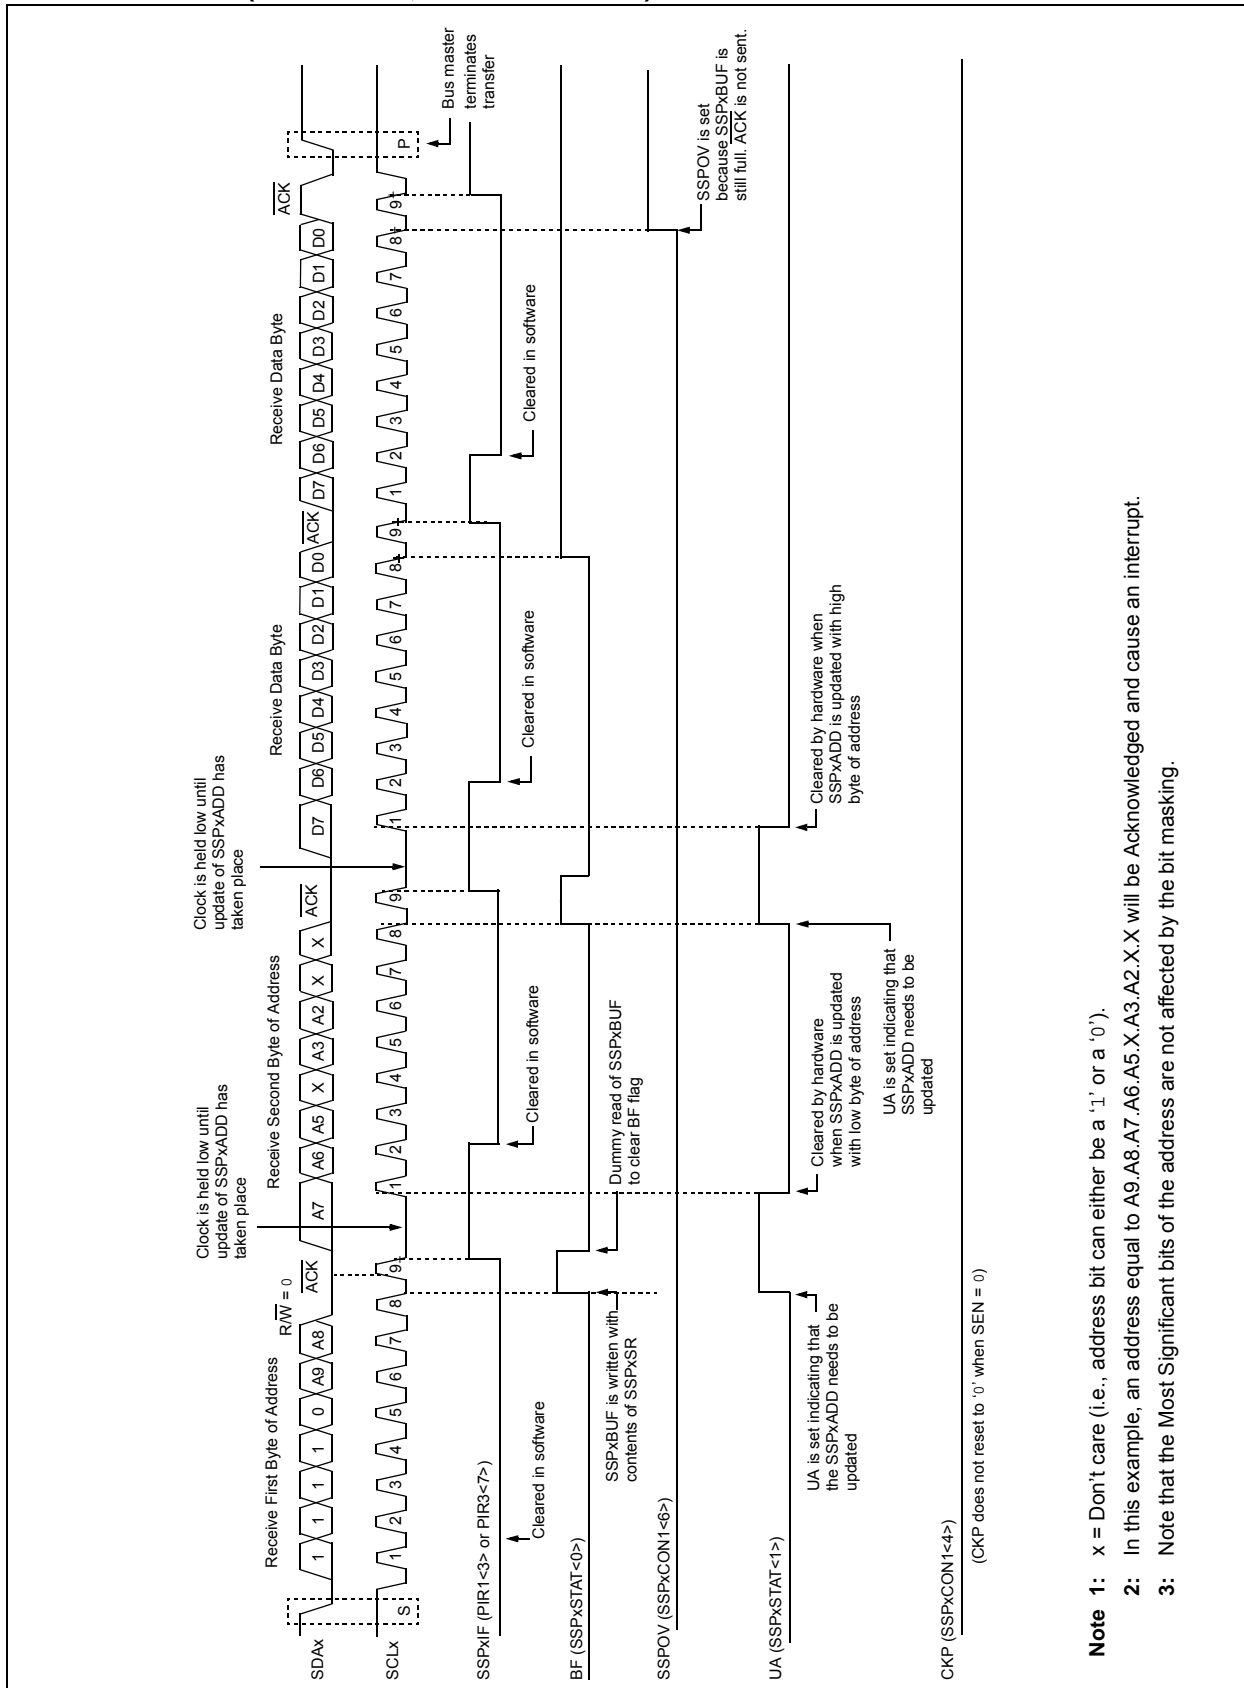 Receive First Byte of Address
R/W = 0
ACK
Clock is held low until
update of SSPxADD has
taken place
Receive Second Byte of Address
ACK
Clock is held low until
update of SSPxADD has
taken place
Receive Data Byte
ACK
Receive Data Byte
ACK
SDAx
1 1 1 1 0 A9 A8
A7 A6 A5 X A3 A2 X X
D7 D6 D5 D4 D3 D2 D1 D0
D7 D6 D5 D4 D3 D2 D1 D0
SCLx
S
1 2 3 4 5 6 7 8 9
1 2 3 4 5 6 7 8 9
1 2 3 4 5 6 7 8 9
1 2 3 4 5 6 7 8 9
P
Bus master
terminates
transfer
SSPxIF (PIR1<3> or PIR3<7>)
Cleared in software
Cleared in software
Cleared in software
Cleared in software
BF (SSPxSTAT<0>)
SSPxBUF is written with
contents of SSPxSR
Dummy read of SSPxBUF
to clear BF flag
SSPOV (SSPxCON1<6>)
SSPOV is set
because SSPxBUF is
still full. ACK is not sent.
UA (SSPxSTAT<1>)
UA is set indicating that
the SSPxADD needs to be
updated
Cleared by hardware
when SSPxADD is updated
with low byte of address
UA is set indicating that
SSPxADD needs to be
updated
Cleared by hardware when
SSPxADD is updated with high
byte of address
CKP (SSPxCON1<4>)
(CKP does not reset to ‘0’ when SEN = 0)
Note 1: x = Don’t care (i.e., address bit can either be a ‘1’ or a ‘0’).
2: In this example, an address equal to A9.A8.A7.A6.A5.X.A3.A2.X.X will be Acknowledged and cause an interrupt.
3: Note that the Most Significant bits of the address are not affected by the bit masking.